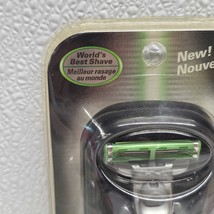 World's
Best Shave
Meilleur rasage
au monde
New!
Nouve